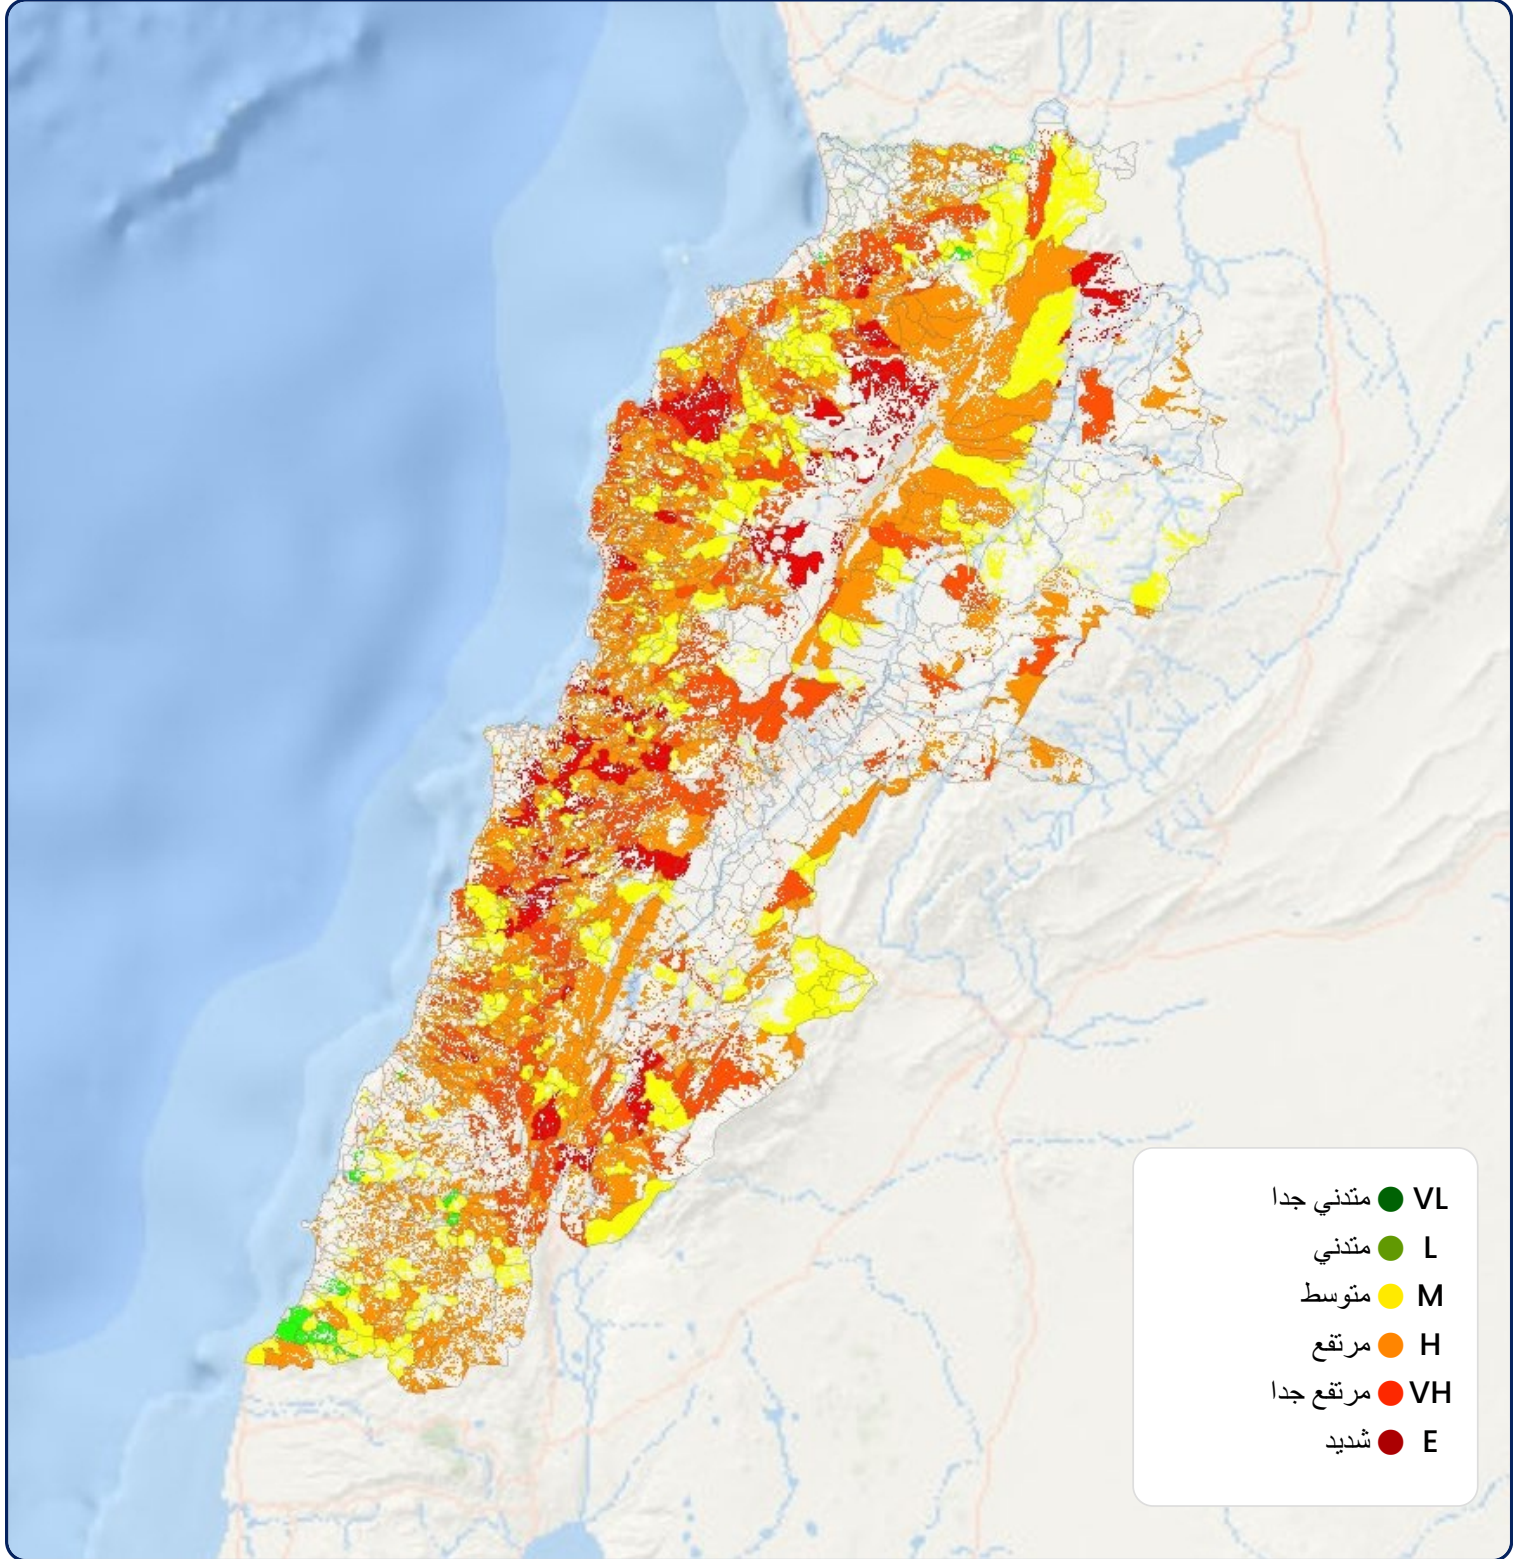 VL متدني جدا
L متدني
M متوسط
H مرتفع
VH مرتفع جدا
E شديد